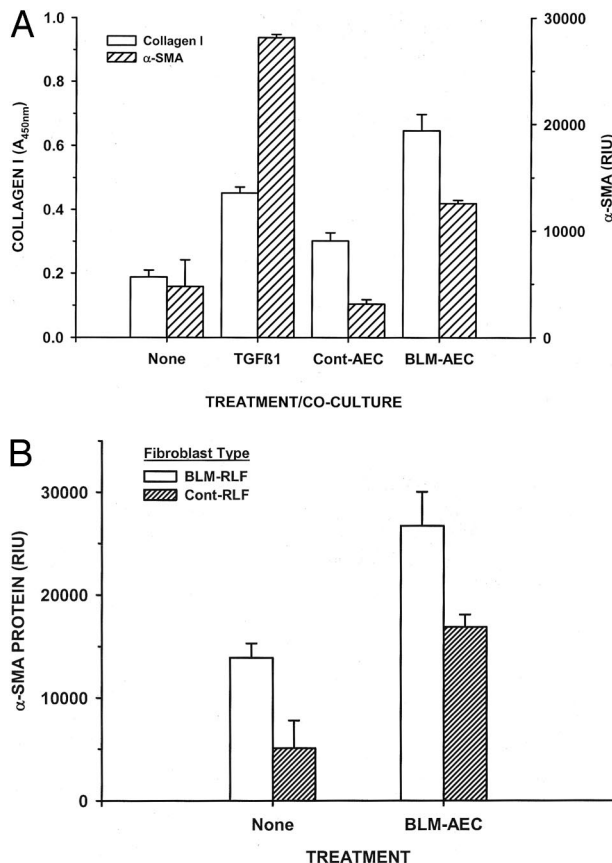 A
Collagen I
α-SMA
COLLAGEN I (A450nm)
1.0
0.8
0.6
0.4
0.2
0.0
α-SMA (RIU)
30000
20000
10000
0
None TGFß1 Cont-AEC BLM-AEC
TREATMENT/CO-CULTURE
B
Fibroblast Type
BLM-RLF
Cont-RLF
α-SMA PROTEIN (RIU)
30000
20000
10000
0
None BLM-AEC
TREATMENT